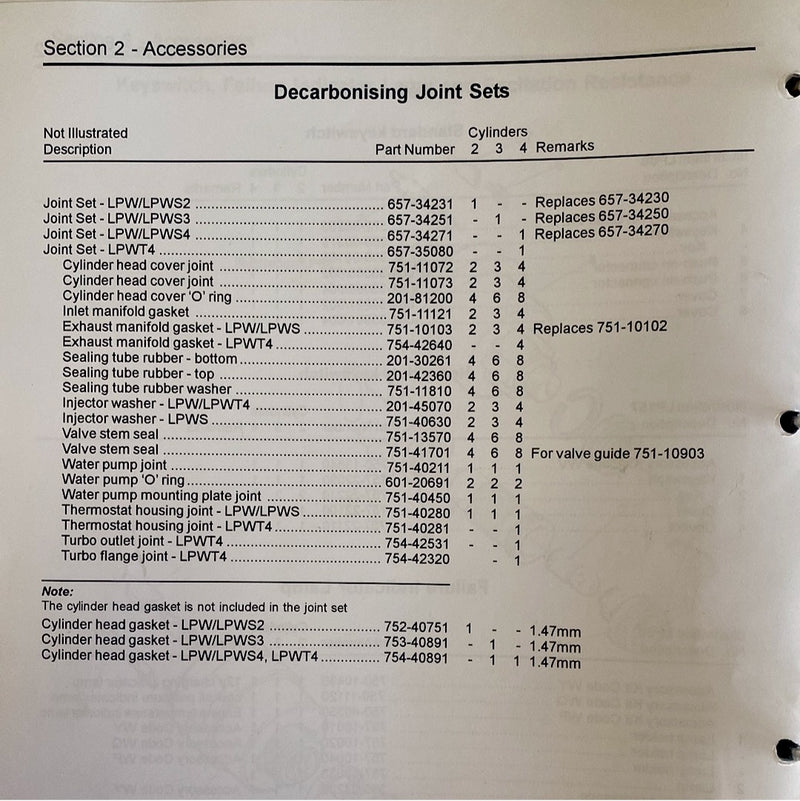 Section 2 - Accessories
Decarbonising Joint Sets
Not Illustrated Cylinders
Description Part Number 2 3 4 Remarks
Joint Set - LPW/LPWS2 ................................................ 657-34231 1 - - Replaces 657-34230
Joint Set - LPW/LPWS3 ................................................ 657-34251 - 1 - Replaces 657-34250
Joint Set - LPW/LPWS4 ................................................ 657-34271 - - 1 Replaces 657-34270
Joint Set - LPWT4 ......................................................... 657-35080 - - 1
Cylinder head cover joint .......................................... 751-11072 2 3 4
Cylinder head cover joint .......................................... 751-11073 2 3 4
Cylinder head cover 'O' ring ...................................... 201-81200 4 6 8
Inlet manifold gasket ................................................. 751-11121 2 3 4
Exhaust manifold gasket - LPW/LPWS .................... 751-10103 2 3 4 Replaces 751-10102
Exhaust manifold gasket - LPWT4 ........................... 754-42640 - - 4
Sealing tube rubber - bottom ..................................... 201-30261 4 6 8
Sealing tube rubber - top ........................................... 201-42360 4 6 8
Sealing tube rubber washer ...................................... 751-11810 4 6 8
Injector washer - LPW/LPWT4 ................................. 201-45070 2 3 4
Injector washer - LPWS ............................................ 751-40630 2 3 4
Valve stem seal ........................................................ 751-13570 4 6 8
Valve stem seal ........................................................ 751-41701 4 6 8 For valve guide 751-10903
Water pump joint ...................................................... 751-40211 1 1 1
Water pump 'O' ring .................................................. 601-20691 2 2 2
Water pump mounting plate joint .............................. 751-40450 1 1 1
Thermostat housing joint - LPW/LPWS ..................... 751-40280 1 1 1
Thermostat housing joint - LPWT4 ............................ 751-40281 - - 1
Turbo outlet joint - LPWT4 ........................................ 754-42531 - - 1
Turbo flange joint - LPWT4 ....................................... 754-42320 - 1
Note:
The cylinder head gasket is not included in the joint set
Cylinder head gasket - LPW/LPWS2 ............................. 752-40751 1 - - 1.47mm
Cylinder head gasket - LPW/LPWS3 ............................. 753-40891 - 1 - 1.47mm
Cylinder head gasket - LPW/LPWS4, LPWT4 ............... 754-40891 - 1 1 1.47mm